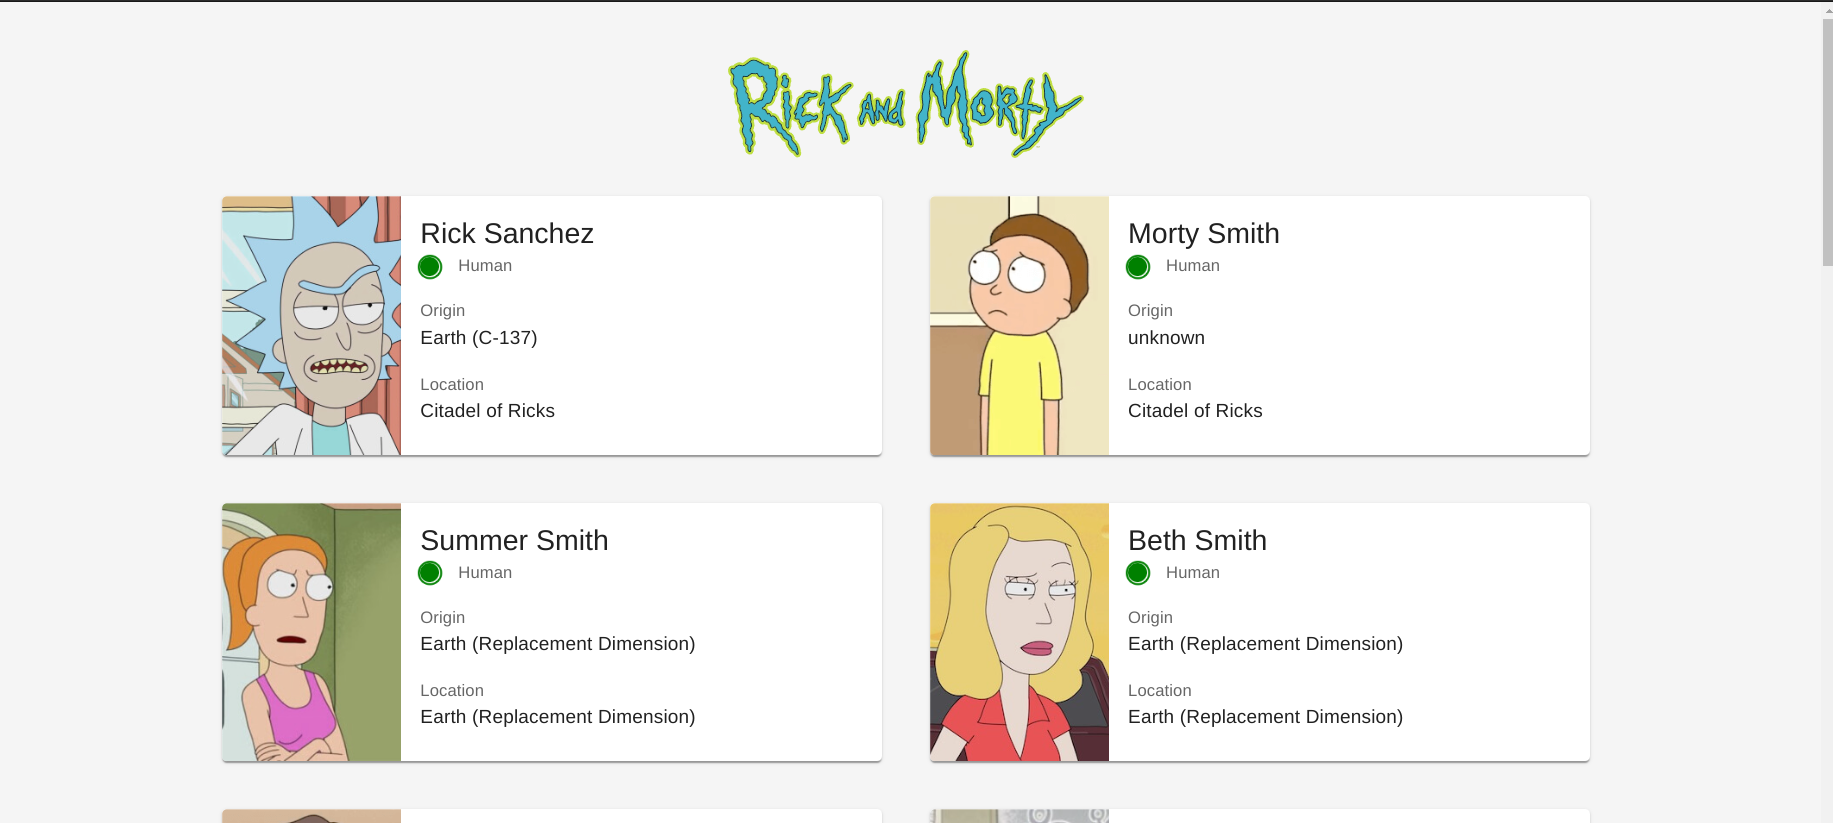 Rick and Morty
Rick Sanchez
Human
Origin
Earth (C-137)
Location
Citadel of Ricks
Morty Smith
Human
Origin
unknown
Location
Citadel of Ricks
Summer Smith
Human
Origin
Earth (Replacement Dimension)
Location
Earth (Replacement Dimension)
Beth Smith
Human
Origin
Earth (Replacement Dimension)
Location
Earth (Replacement Dimension)